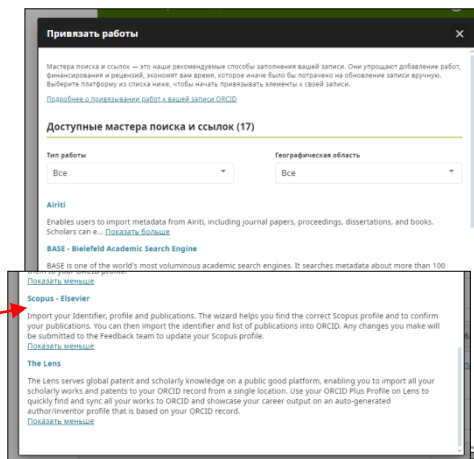 Привязать работы
Мастера поиска и ссылок — это наши рекомендуемые способы заполнения вашей записи. Они упрощают добавление работ,
финансирования и рецензий, экономят вам время, которое иначе было бы потрачено на обновление записи вручную.
Выберите платформу из списка ниже, чтобы начать привязывать элементы к своей записи.
Подробнее о привязывании работ к вашей записи ORCID
Доступные мастера поиска и ссылок (17)
Тип работы Географическая область
Все Все
Airiti
Enables users to import metadata from Airiti, including journal papers, proceedings, dissertations, and books.
Scholars can e... Показать больше
BASE - Bielefeld Academic Search Engine
BASE is one of the world's most voluminous academic search engines. It searches metadata about more than 100
to your ORCID profile.
Показать меньше
Scopus - Elsevier
Import your Identifier, profile and publications. The wizard helps you find the correct Scopus profile and to confirm
your publications. You can then import the identifier and list of publications into ORCID. Any changes you make will
be submitted to the Feedback team to update your Scopus profile.
Показать меньше
The Lens
The Lens serves global patent and scholarly knowledge on a public good platform, enabling you to import all your
scholarly works and patents to your ORCID record from a single location. Use your ORCID Plus Profile on Lens to
quickly find and sync all your works to ORCID and showcase your career output on an auto-generated
author/inventor profile that is based on your ORCID record.
Показать меньше